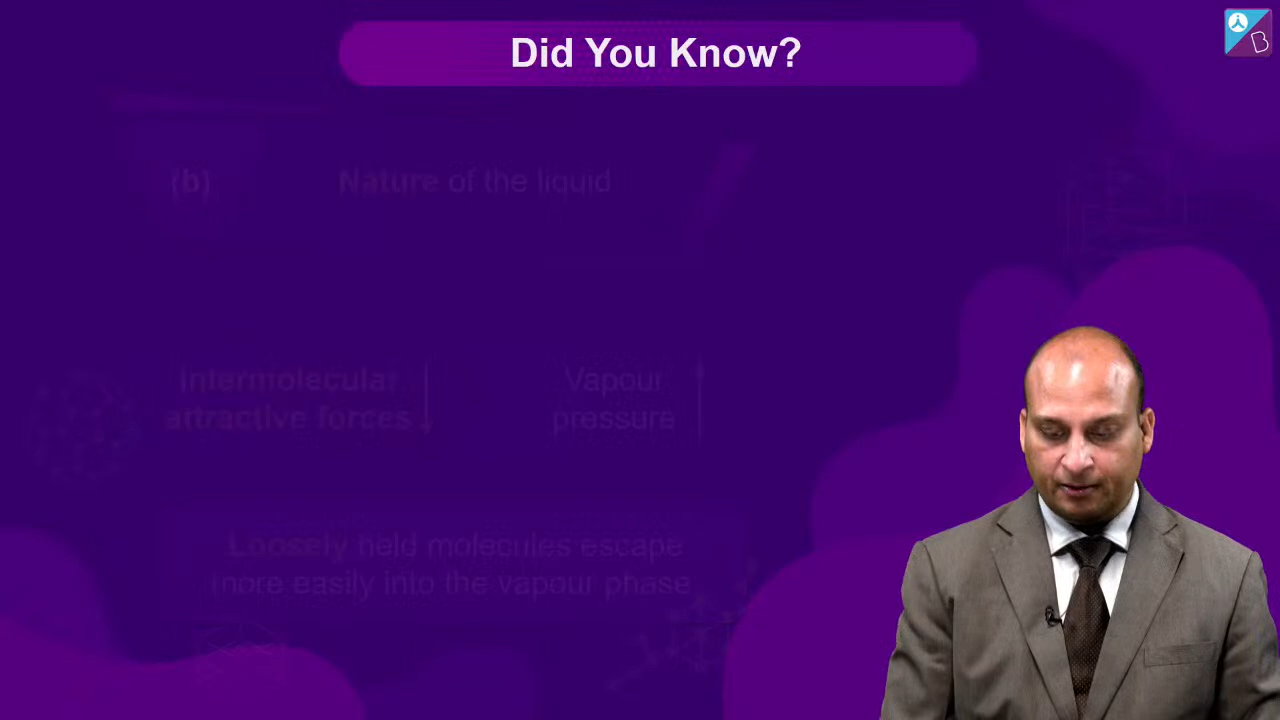 Did You Know?
(b) Nature of the liquid
Intermolecular
attractive forces
Vapour
pressure
Loosely held molecules escape
more easily into the vapour phase
B